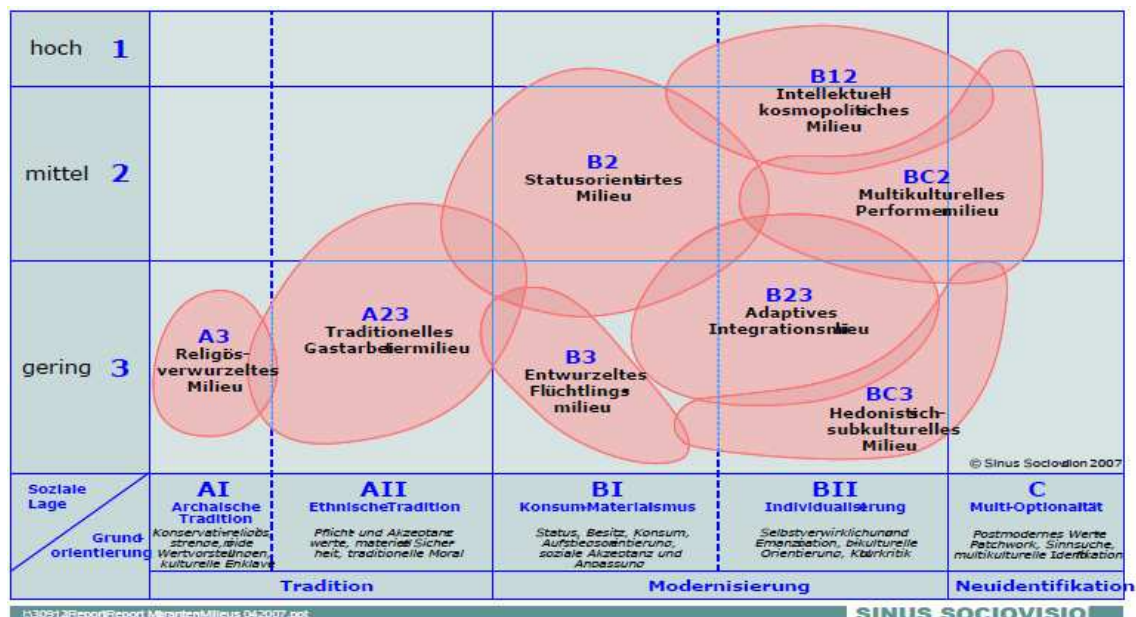 hoch 1
mittel 2
gering 3
B12
Intellektuell-
kosmopolitisches
Milieu
B2
Statusorientiertes
Milieu
BC2
Multikulturelles
Performermilieu
A3
Religiös-
verwurzeltes
Milieu
A23
Traditionelles
Gastarbeitermilieu
B23
Adaptives
Integrationsmilieu
B3
Entwurzeltes
Flüchtlings-
milieu
BC3
Hedonistisch-
subkulturelles
Milieu
© Sinus Sociovision 2007
Soziale
Lage
Grund-
orientierung
AI
Archaische
Tradition
Konservativ-religiös,
strenge, rigide
Wertvorstellungen,
kulturelle Enklave
AII
Ethnische Tradition
Pflicht- und Akzeptanz-
werte, materielle Sicher-
heit, traditionelle Moral
BI
Konsum-Materialismus
Status, Besitz, Konsum,
Aufstiegsorientierung,
soziale Akzeptanz und
Anpassung
BII
Individualisierung
Selbstverwirklichung und
Emanzipation, bikulturelle
Orientierung, Kulturkritik
C
Multi-Optionalität
Postmodernes Werte-
Patchwork, Sinnsuche,
multikulturelle Identifikation
Tradition
Modernisierung
Neuidentifikation
SINUS SOCIOVISIO